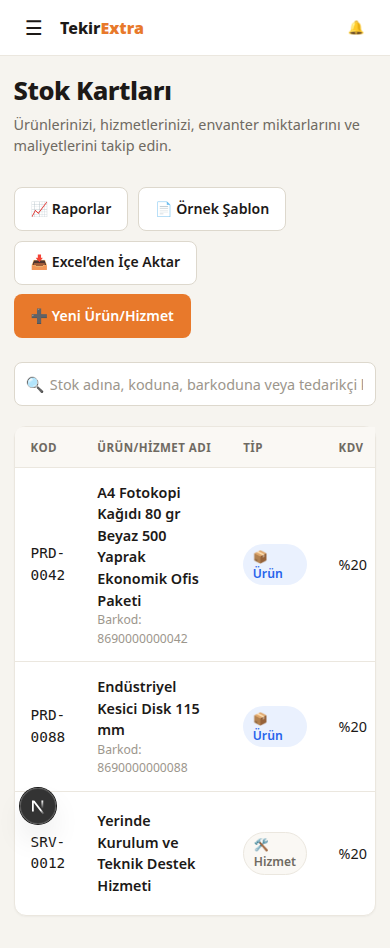 TekirExtra
Stok Kartları
Ürünlerinizi, hizmetlerinizi, envanter miktarlarını ve
maliyetlerini takip edin.
Raporlar
Örnek Şablon
Excel'den İçe Aktar
Yeni Ürün/Hizmet
Stok adına, koduna, barkoduna veya tedarikçi
KOD ÜRÜN/HİZMET ADI TİP KDV
A4 Fotokopi
Kağıdı 80 gr
Beyaz 500
Yaprak
Ekonomik Ofis
Paketi
Barkod:
8690000000042
PRD-
0042
Ürün
%20
Endüstriyel
Kesici Disk 115
mm
Barkod:
8690000000088
PRD-
0088
Ürün
%20
N
Yerinde
Kurulum ve
Teknik Destek
Hizmeti
SRV-
0012
Hizmet
%20